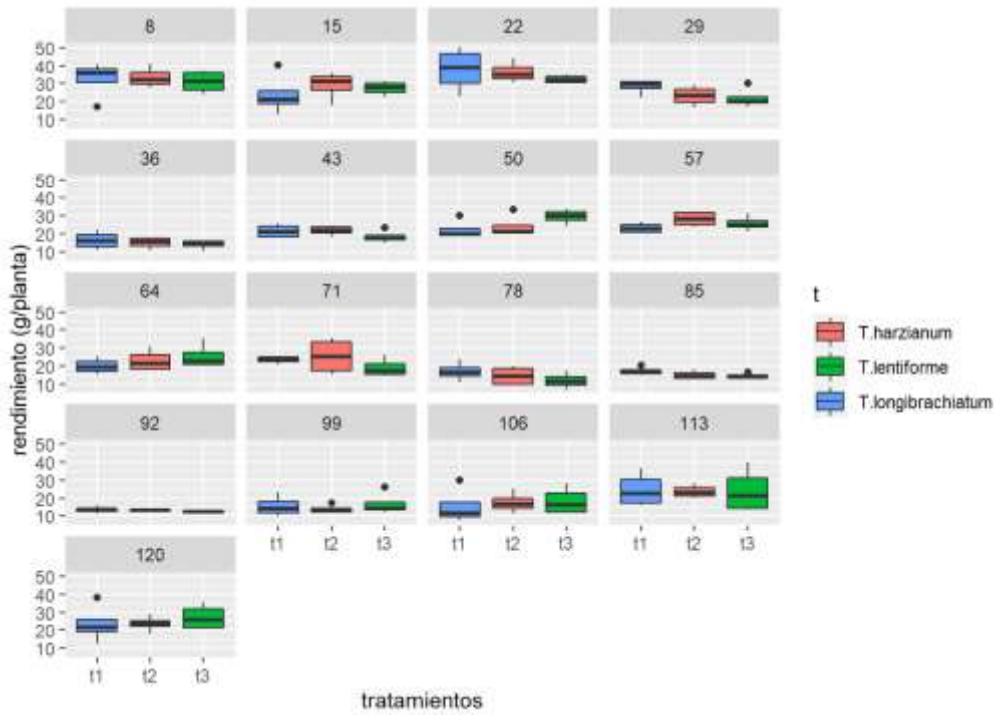 8 15 22 29
50
40
30
20
10
36 43 50 57
50
40
30
20
10
64 71 78 85
50
40
30
20
10
92 99 106 113
50
40
30
20
10
t1 t2 t3 t1 t2 t3 t1 t2 t3
120
50
40
30
20
10
t1 t2 t3
rendimiento (g/planta)
tratamientos
t
T.harzianum
T.lentiforme
T.longibrachiatum